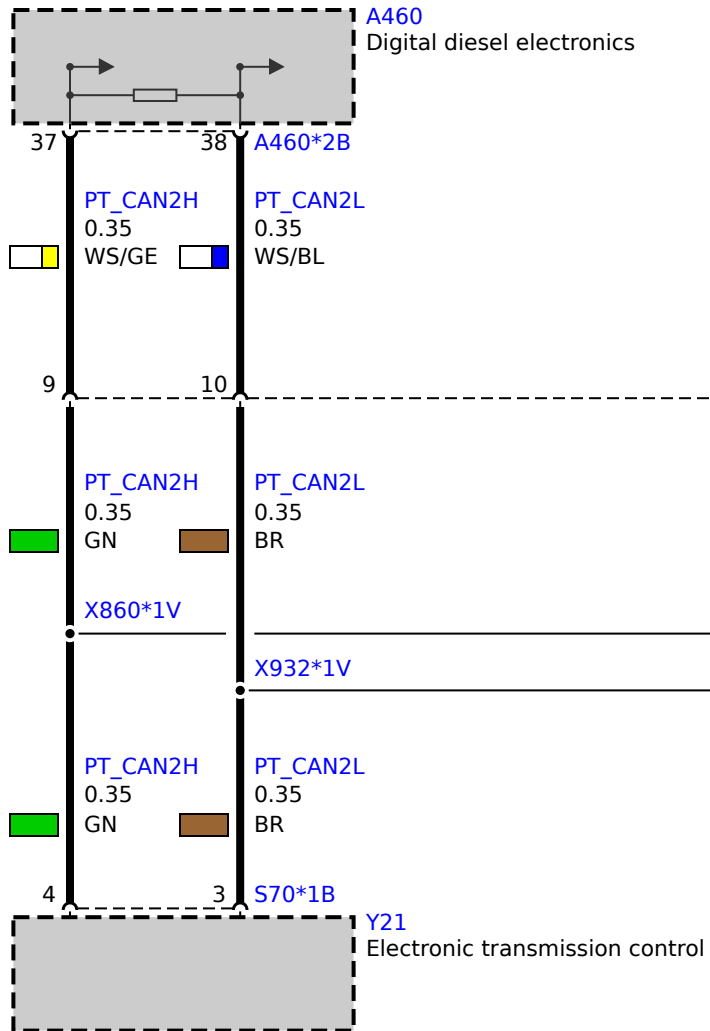 A460
Digital diesel electronics
37
38
A460*2B
PT_CAN2H
0.35
WS/GE
PT_CAN2L
0.35
WS/BL
9
10
PT_CAN2H
0.35
GN
PT_CAN2L
0.35
BR
X860*1V
X932*1V
PT_CAN2H
0.35
GN
PT_CAN2L
0.35
BR
4
3
S70*1B
Y21
Electronic transmission control